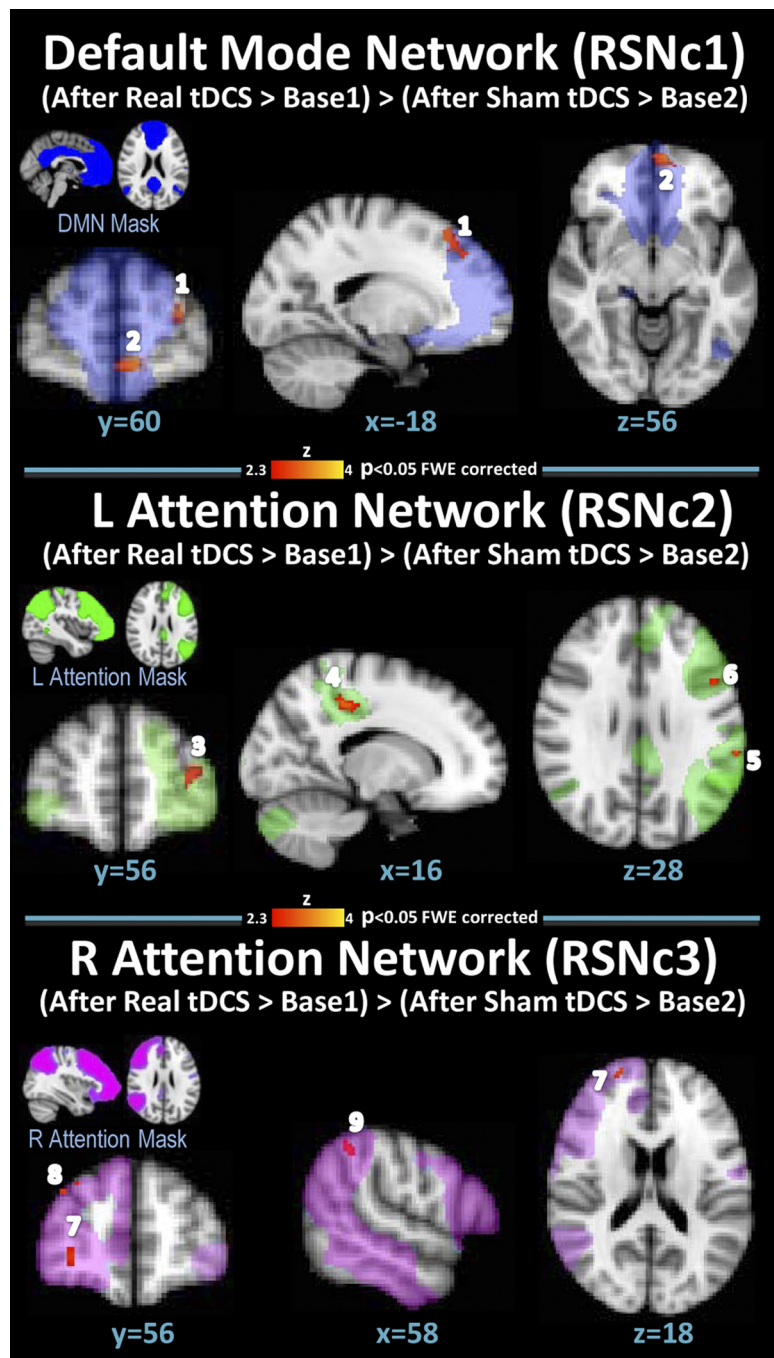 Default Mode Network (RSNc1)
(After Real tDCS > Base1) > (After Sham tDCS > Base2)
DMN Mask
1
2
y=60
1
x=-18
2
z=56
z
2.3
4
p<0.05 FWE corrected
L Attention Network (RSNc2)
(After Real tDCS > Base1) > (After Sham tDCS > Base2)
L Attention Mask
3
y=56
4
x=16
6
5
z=28
z
2.3
4
p<0.05 FWE corrected
R Attention Network (RSNc3)
(After Real tDCS > Base1) > (After Sham tDCS > Base2)
R Attention Mask
8
7
y=56
9
x=58
7
z=18